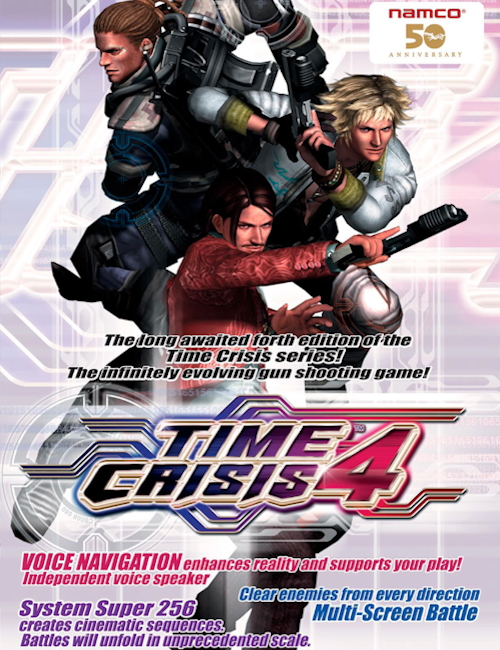 namco®
50
ANNIVERSARY
The long awaited forth edition of the
Time Crisis series!
The infinitely evolving gun shooting game!
TIME™
CRISIS 4
VOICE NAVIGATION enhances reality and supports your play!
Independent voice speaker
Clear enemies from every direction
Multi-Screen Battle
System Super 256
creates cinematic sequences.
Battles will unfold in unprecedented scale.